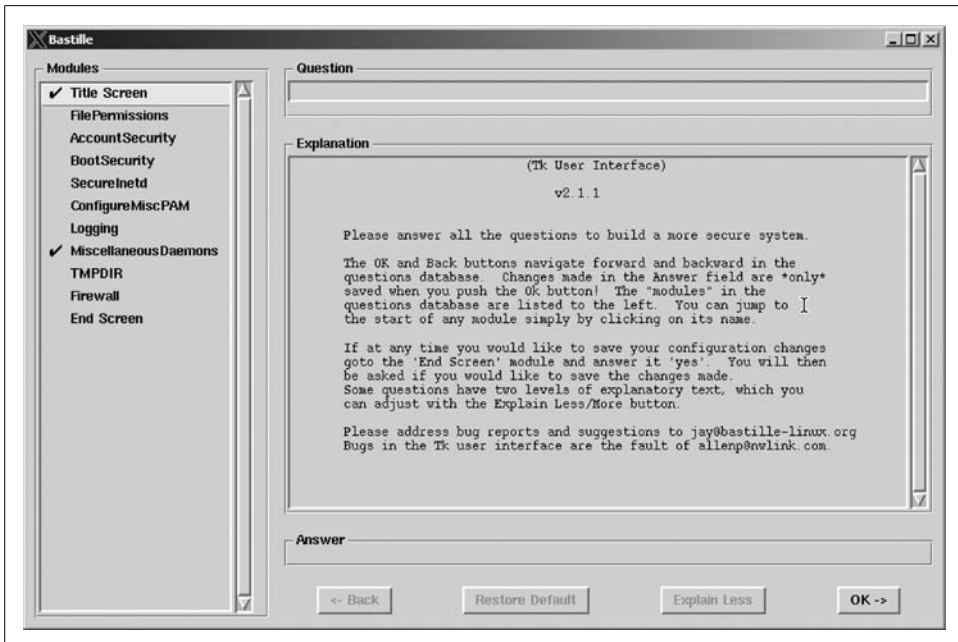 Bastille
Modules
✔ Title Screen
FilePermissions
AccountSecurity
BootSecurity
SecureInetd
ConfigureMiscPAM
Logging
✔ MiscellaneousDaemons
TMPDIR
Firewall
End Screen
Question
Explanation
(Tk User Interface)
v2.1.1
Please answer all the questions to build a more secure system.
The OK and Back buttons navigate forward and backward in the
questions database. Changes made in the Answer field are *only*
saved when you push the Ok button! The "modules" in the
questions database are listed to the left. You can jump to
the start of any module simply by clicking on its name.
If at any time you would like to save your configuration changes
goto the 'End Screen' module and answer it 'yes'. You will then
be asked if you would like to save the changes made.
Some questions have two levels of explanatory text, which you
can adjust with the Explain Less/More button.
Please address bug reports and suggestions to jay@bastille-linux.org
Bugs in the Tk user interface are the fault of allenp@nwlink.com.
Answer
<- Back
Restore Default
Explain Less
OK ->